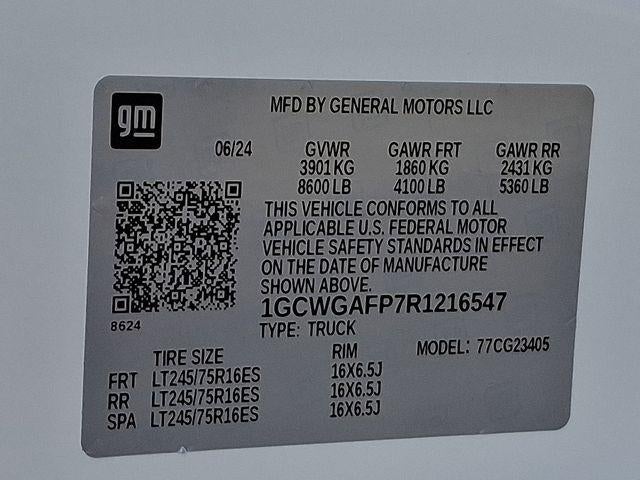 gm
MFD BY GENERAL MOTORS LLC
06/24 GVWR GAWR FRT GAWR RR
3901 KG 1860 KG 2431 KG
8600 LB 4100 LB 5360 LB
THIS VEHICLE CONFORMS TO ALL
APPLICABLE U.S. FEDERAL MOTOR
VEHICLE SAFETY STANDARDS IN EFFECT
ON THE DATE OF MANUFACTURE
SHOWN ABOVE.
1GCWGAFP7R1216547
8624
TYPE: TRUCK
TIRE SIZE RIM MODEL: 77CG23405
FRT LT245/75R16ES 16X6.5J
RR LT245/75R16ES 16X6.5J
SPA LT245/75R16ES 16X6.5J